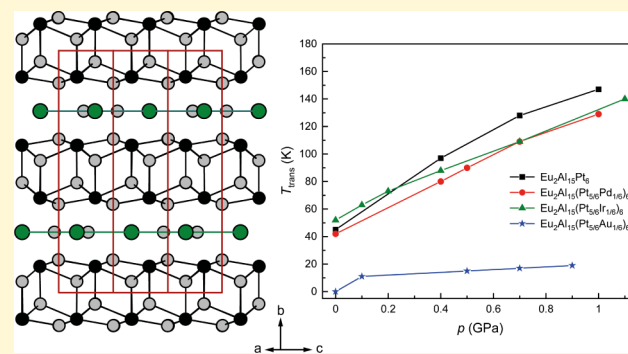 b
a
c
180
160
140
120
100
80
60
40
20
0
T_trans (K)
0
0.2
0.4
0.6
0.8
1
p (GPa)
Eu₂Al₁₅Pt₆
Eu₂Al₁₅(Pt₅/₆Pd₁/₆)₆
Eu₂Al₁₅(Pt₅/₆Ir₁/₆)₆
Eu₂Al₁₅(Pt₅/₆Au₁/₆)₆